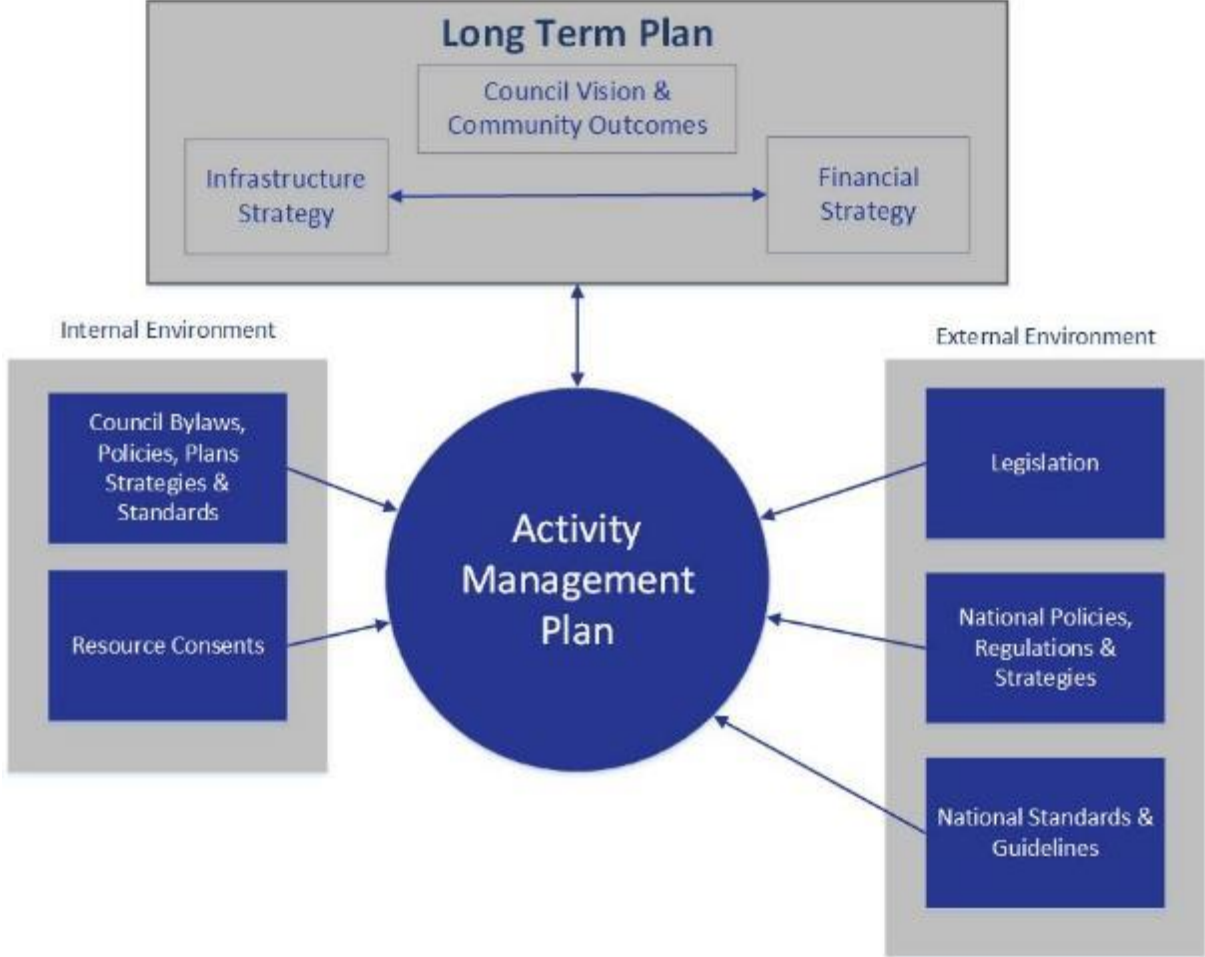 Long Term Plan
Council Vision &
Community Outcomes
Infrastructure
Strategy
Financial
Strategy
Internal Environment
External Environment
Council Bylaws,
Policies, Plans
Strategies &
Standards
Resource Consents
Activity
Management
Plan
Legislation
National Policies,
Regulations &
Strategies
National Standards &
Guidelines